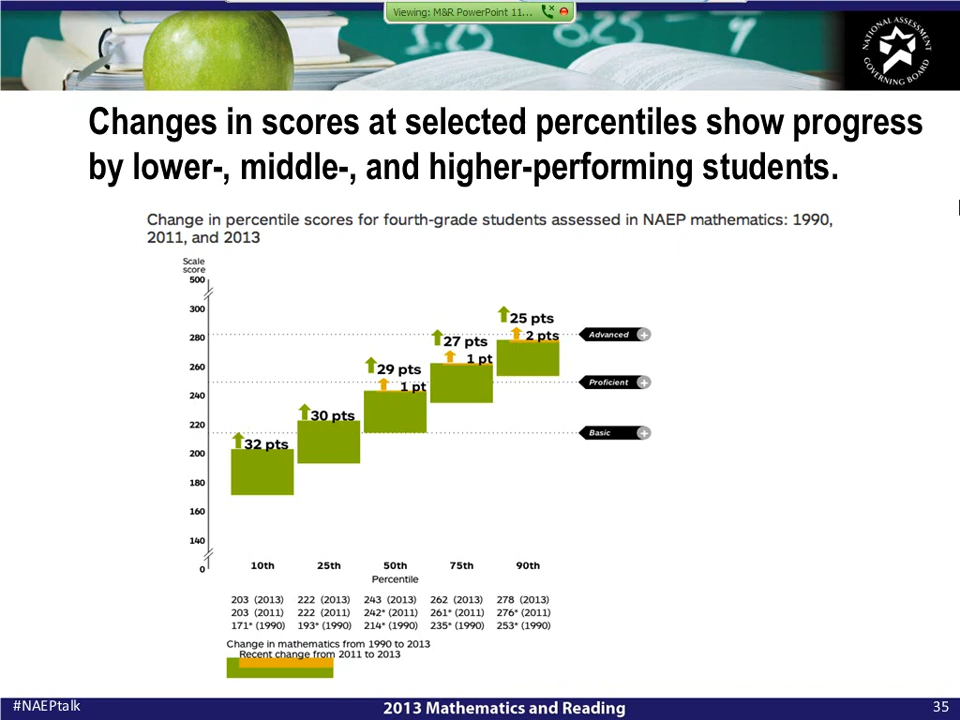 Viewing: M&R PowerPoint 11...
NATIONAL ASSESSMENT
GOVERNING BOARD
Changes in scores at selected percentiles show progress
by lower-, middle-, and higher-performing students.
Change in percentile scores for fourth-grade students assessed in NAEP mathematics: 1990,
2011, and 2013
Scale
score
500
300
280
260
240
220
200
180
160
140
0
32 pts
30 pts
29 pts
1 pt
27 pts
1 pt
25 pts
2 pts
Advanced
Proficient
Basic
10th 25th 50th 75th 90th
Percentile
203 (2013) 222 (2013) 243 (2013) 262 (2013) 278 (2013)
203 (2011) 222 (2011) 242* (2011) 261* (2011) 276* (2011)
171* (1990) 193* (1990) 214* (1990) 235* (1990) 253* (1990)
Change in mathematics from 1990 to 2013
Recent change from 2011 to 2013
#NAEPtalk
2013 Mathematics and Reading
35